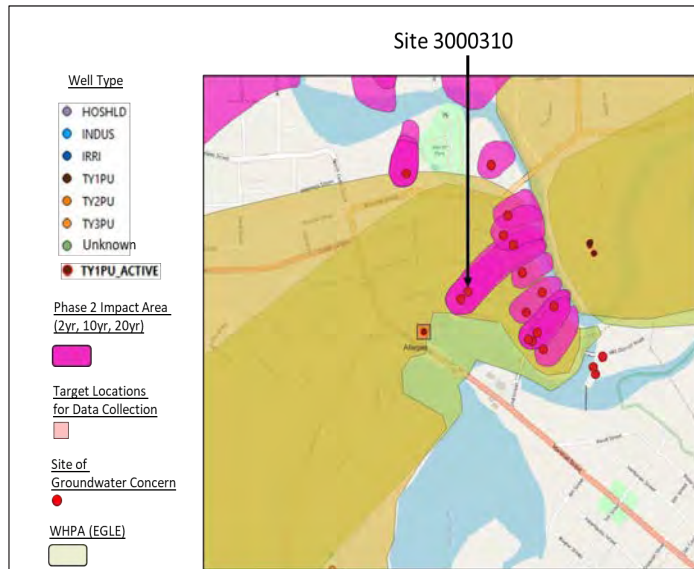 Site 3000310
Well Type
HOSHLD
INDUS
IRRI
TY1PU
TY2PU
TY3PU
Unknown
TY1PU_ACTIVE
Phase 2 Impact Area
(2yr, 10yr, 20yr)
Target Locations
for Data Collection
Site of
Groundwater Concern
WHPA (EGLE)
Allegan